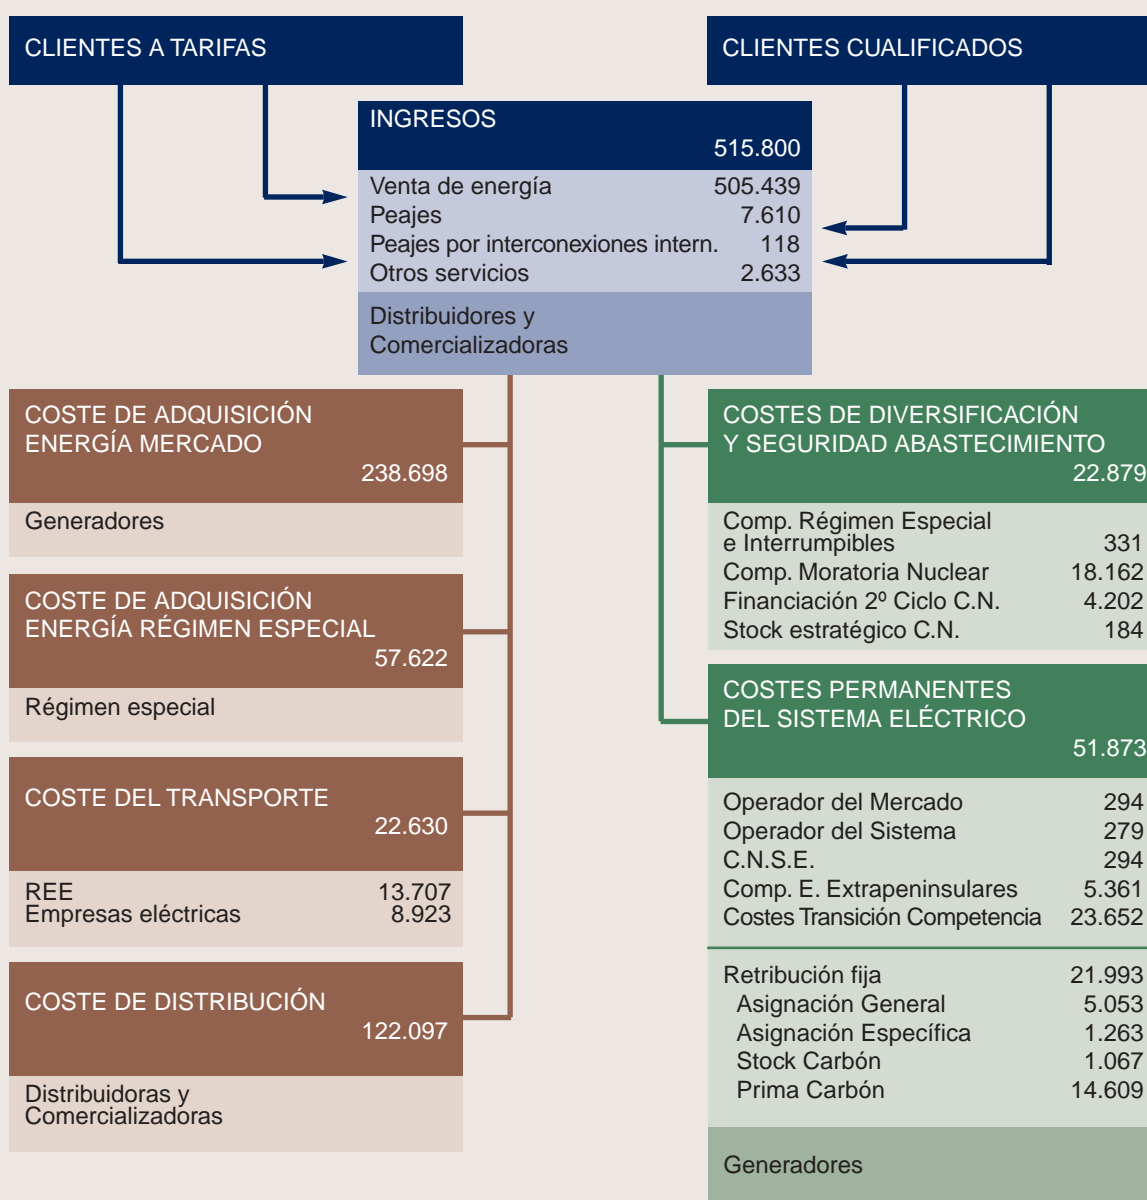 CLIENTES A TARIFAS
CLIENTES CUALIFICADOS
INGRESOS
515.800
Venta de energía 505.439
Peajes 7.610
Peajes por interconexiones intern. 118
Otros servicios 2.633
Distribuidores y
Comercializadoras
COSTE DE ADQUISICIÓN
ENERGÍA MERCADO
238.698
Generadores
COSTE DE ADQUISICIÓN
ENERGÍA RÉGIMEN ESPECIAL
57.622
Régimen especial
COSTE DEL TRANSPORTE
22.630
REE 13.707
Empresas eléctricas 8.923
COSTE DE DISTRIBUCIÓN
122.097
Distribuidoras y
Comercializadoras
COSTES DE DIVERSIFICACIÓN
Y SEGURIDAD ABASTECIMIENTO
22.879
Comp. Régimen Especial
e Interrumpibles 331
Comp. Moratoria Nuclear 18.162
Financiación 2º Ciclo C.N. 4.202
Stock estratégico C.N. 184
COSTES PERMANENTES
DEL SISTEMA ELÉCTRICO
51.873
Operador del Mercado 294
Operador del Sistema 279
C.N.S.E. 294
Comp. E. Extrapeninsulares 5.361
Costes Transición Competencia 23.652
Retribución fija 21.993
Asignación General 5.053
Asignación Específica 1.263
Stock Carbón 1.067
Prima Carbón 14.609
Generadores